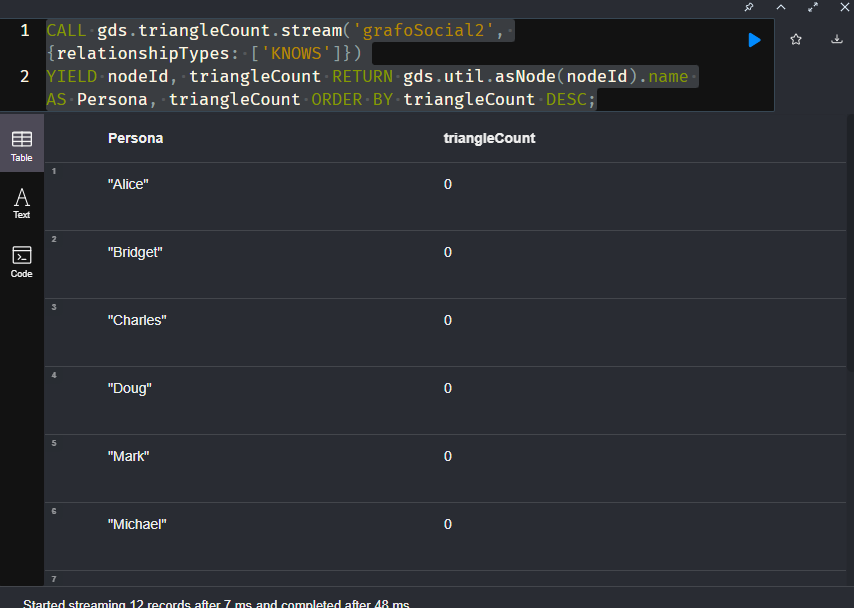 1 CALL gds.triangleCount.stream('grafoSocial2',
{relationshipTypes: ['KNOWS']})
2 YIELD nodeId, triangleCount RETURN gds.util.asNode(nodeId).name
AS Persona, triangleCount ORDER BY triangleCount DESC;
Table
Text
Code
Persona triangleCount
1 "Alice" 0
2 "Bridget" 0
3 "Charles" 0
4 "Doug" 0
5 "Mark" 0
6 "Michael" 0
7
Started streaming 12 records after 7 ms and completed after 48 ms.